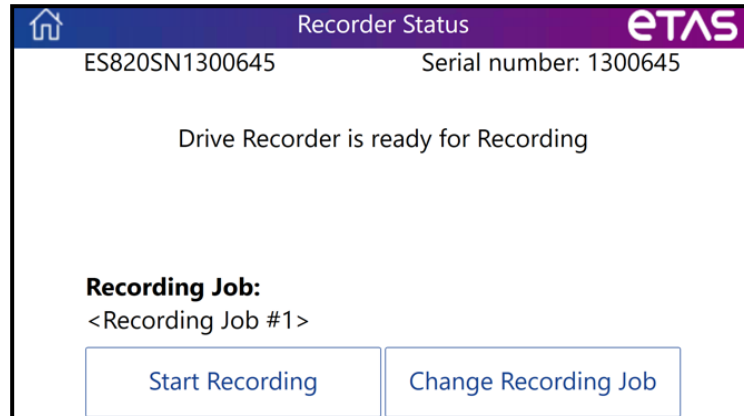 Recorder Status
ETAS
ES820SN1300645
Serial number: 1300645
Drive Recorder is ready for Recording
Recording Job:
<Recording Job #1>
Start Recording
Change Recording Job